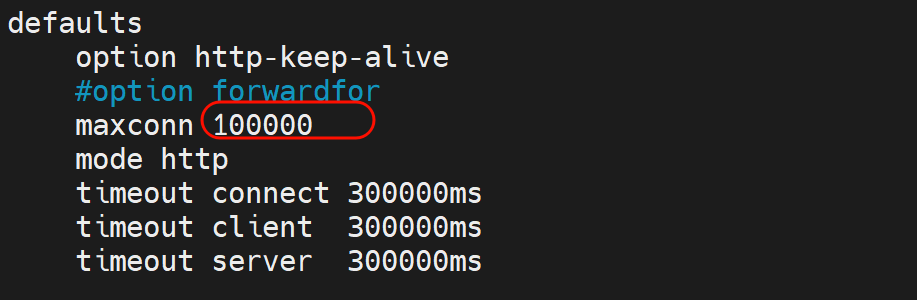 defaults
    option http-keep-alive
    #option forwardfor
    maxconn 100000
    mode http
    timeout connect 300000ms
    timeout client  300000ms
    timeout server  300000ms